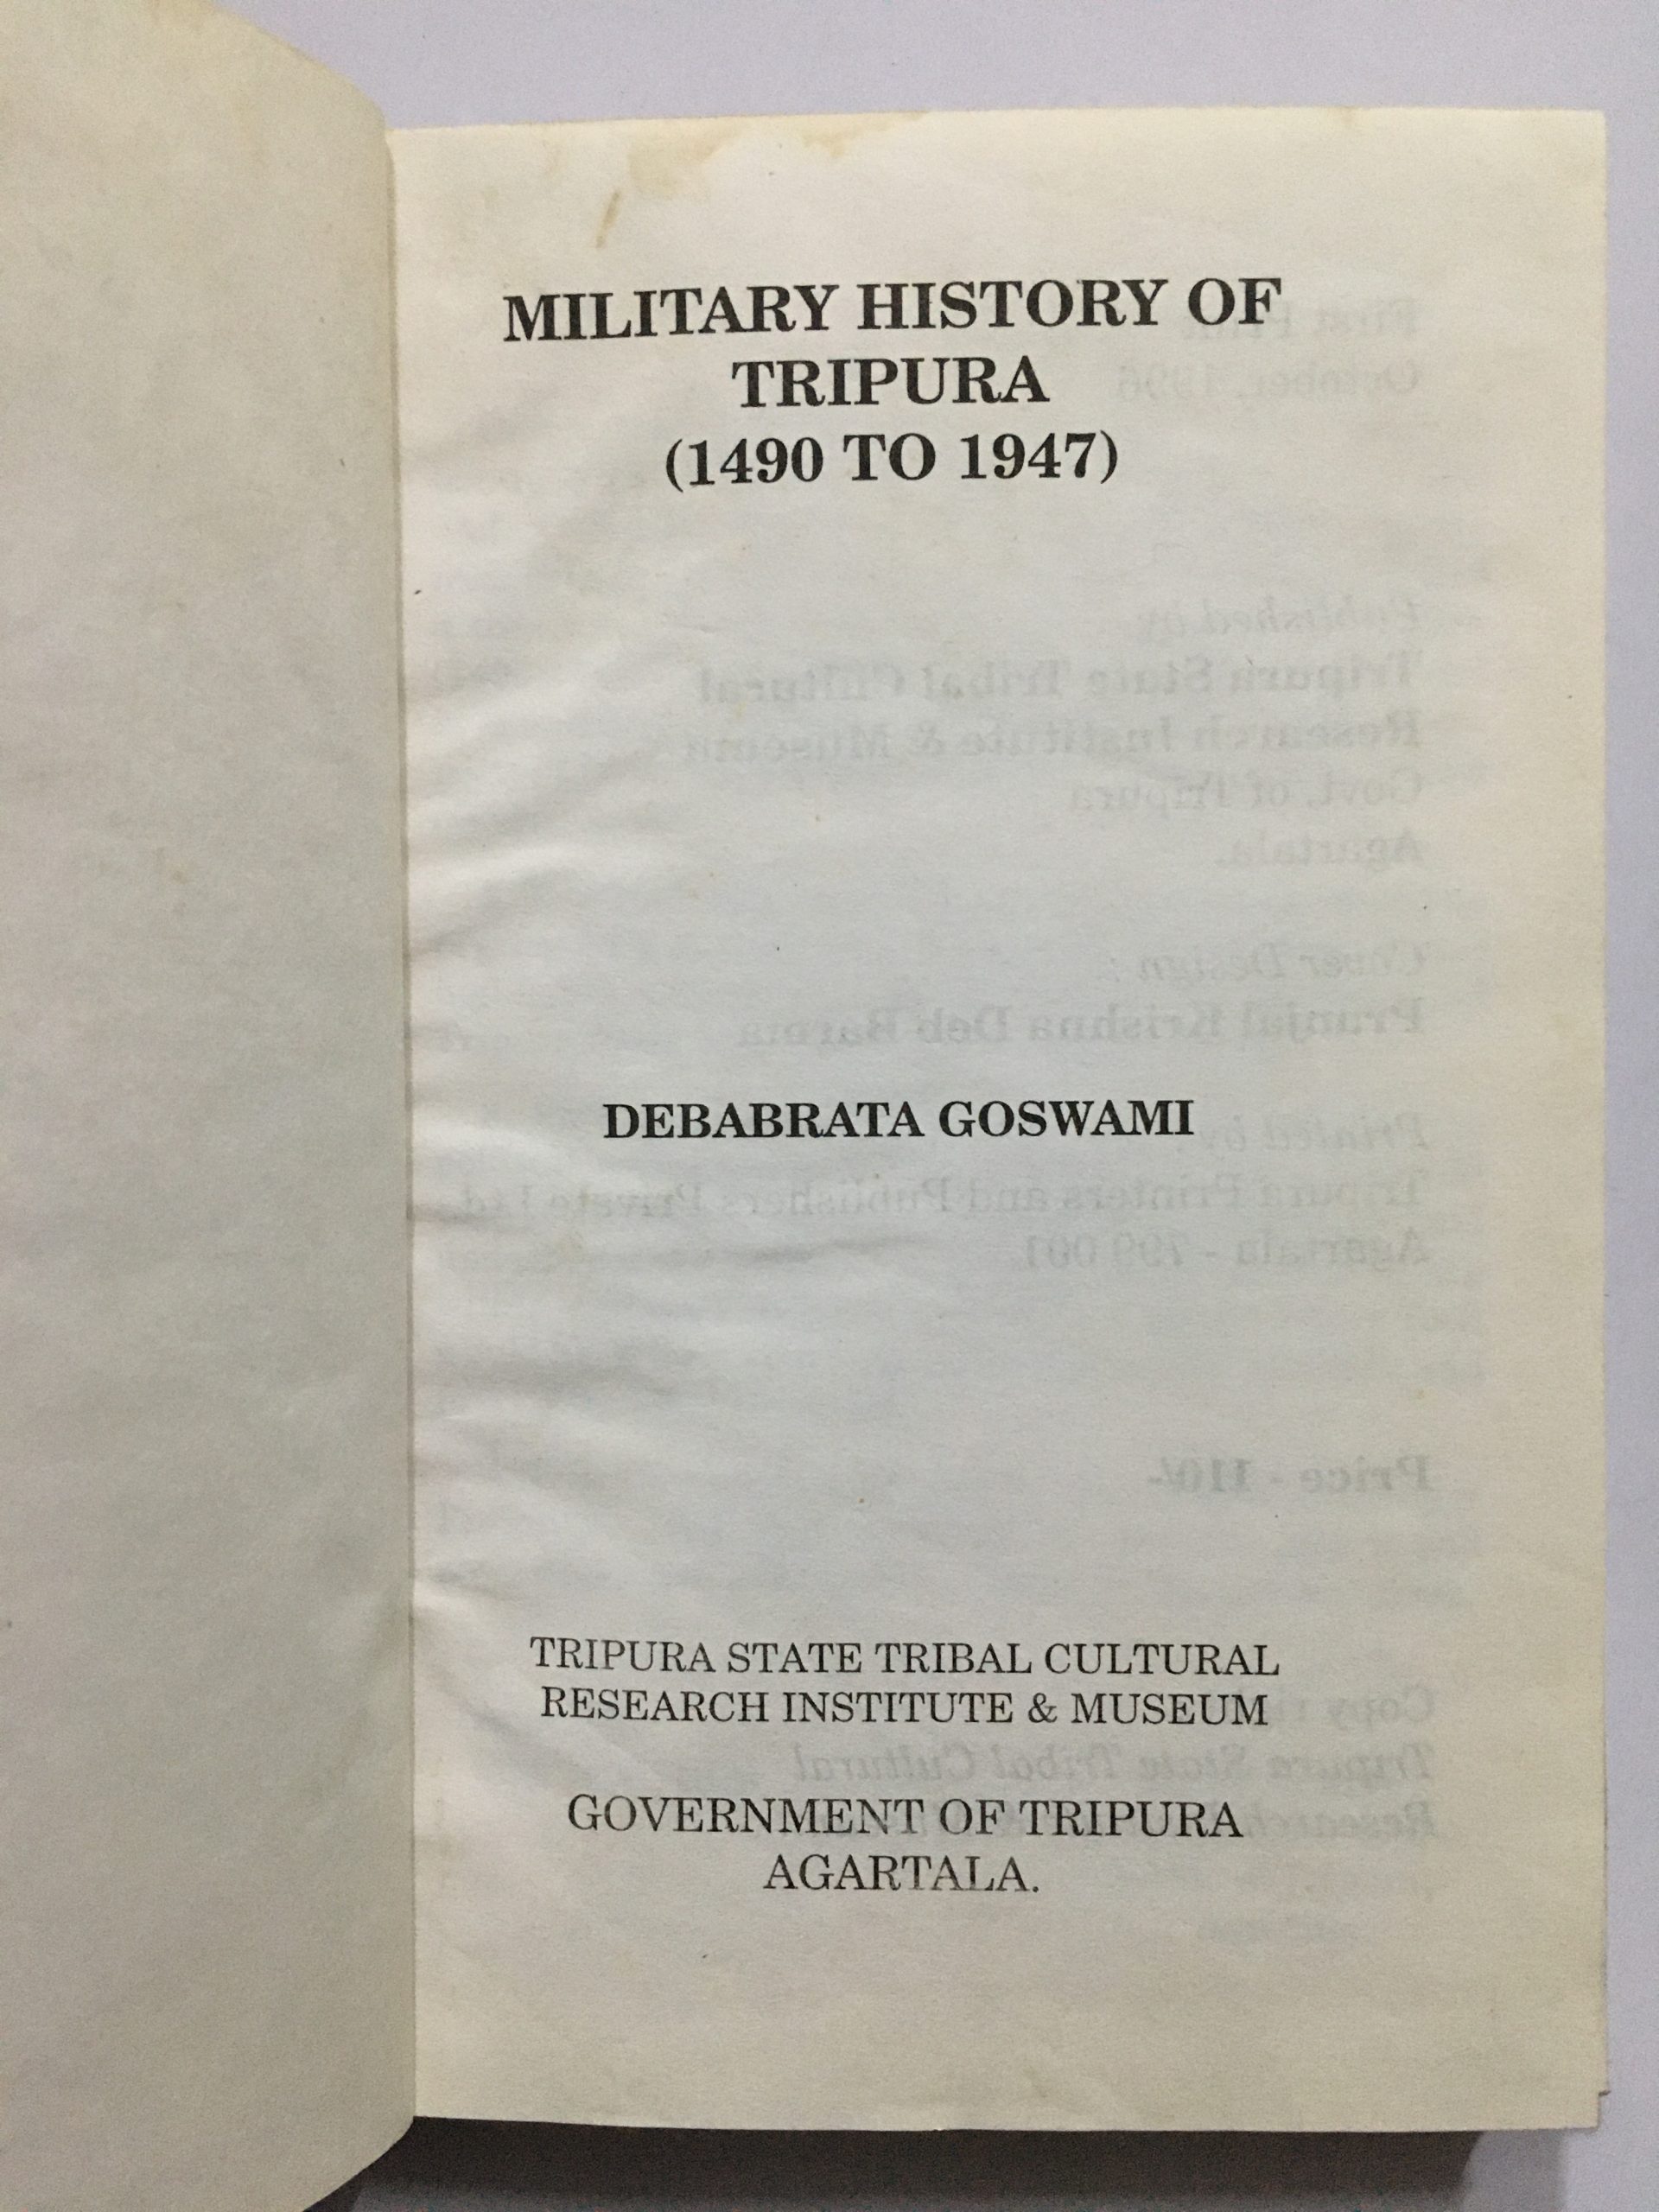 MILITARY HISTORY OF
TRIPURA
(1490 TO 1947)
DEBABRATA GOSWAMI
TRIPURA STATE TRIBAL CULTURAL
RESEARCH INSTITUTE & MUSEUM
GOVERNMENT OF TRIPURA
AGARTALA.